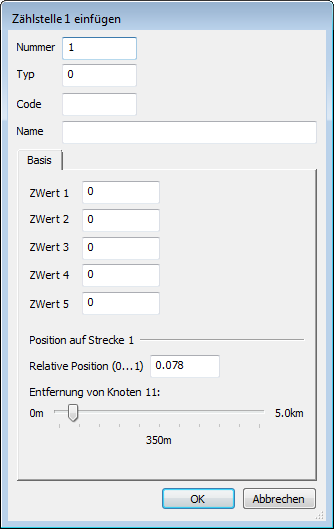 Zählstelle 1 einfügen
Nummer 1
Typ 0
Code
Name
Basis
ZWert 1 0
ZWert 2 0
ZWert 3 0
ZWert 4 0
ZWert 5 0
Position auf Strecke 1
Relative Position (0...1) 0.078
Entfernung von Knoten 11:
0m 5.0km
350m
OK Abbrechen